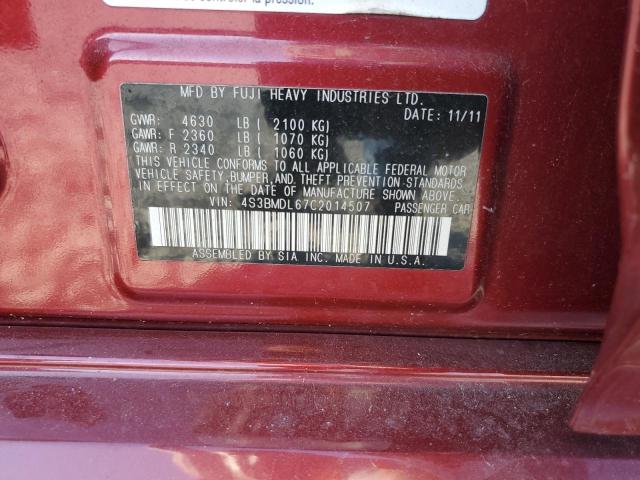 contrôler la pression.
MFD BY FUJI HEAVY INDUSTRIES LTD.
DATE: 11/11
GVWR: 4630 LB ( 2100 KG)
GAWR: F 2360 LB ( 1070 KG)
GAWR: R 2340 LB ( 1060 KG)
THIS VEHICLE CONFORMS TO ALL APPLICABLE FEDERAL MOTOR
VEHICLE SAFETY, BUMPER, AND THEFT PREVENTION STANDARDS
IN EFFECT ON THE DATE OF MANUFACTURE SHOWN ABOVE.
VIN: 4S3BMDL67C2014507 PASSENGER CAR
ASSEMBLED BY SIA INC. MADE IN U.S.A.